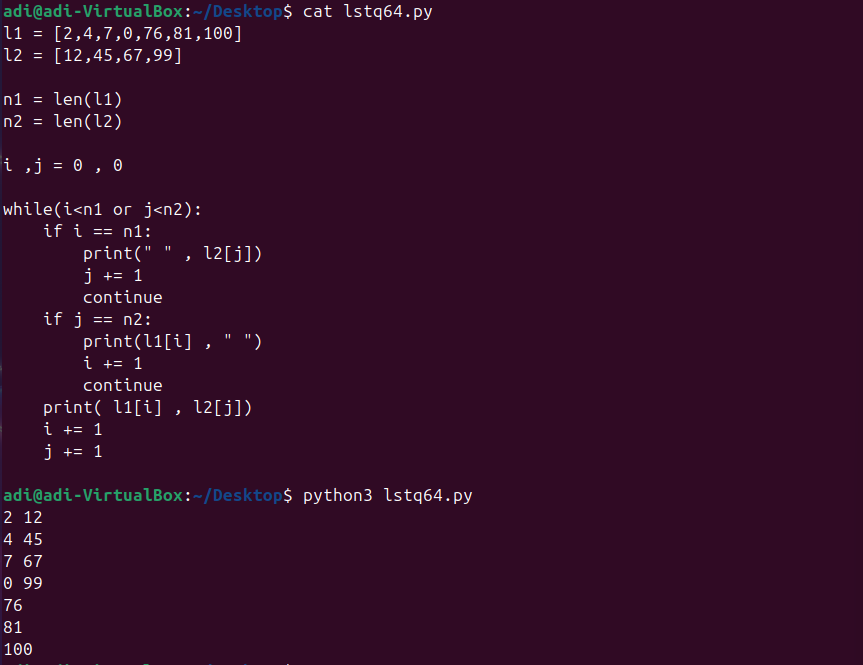 adi@adi-VirtualBox:~/Desktop$ cat lstq64.py
l1 = [2,4,7,0,76,81,100]
l2 = [12,45,67,99]

n1 = len(l1)
n2 = len(l2)

i ,j = 0 , 0

while(i<n1 or j<n2):
    if i == n1:
        print(" " , l2[j])
        j += 1
        continue
    if j == n2:
        print(l1[i] , " ")
        i += 1
        continue
    print( l1[i] , l2[j])
    i += 1
    j += 1

adi@adi-VirtualBox:~/Desktop$ python3 lstq64.py
2 12
4 45
7 67
0 99
76
81
100